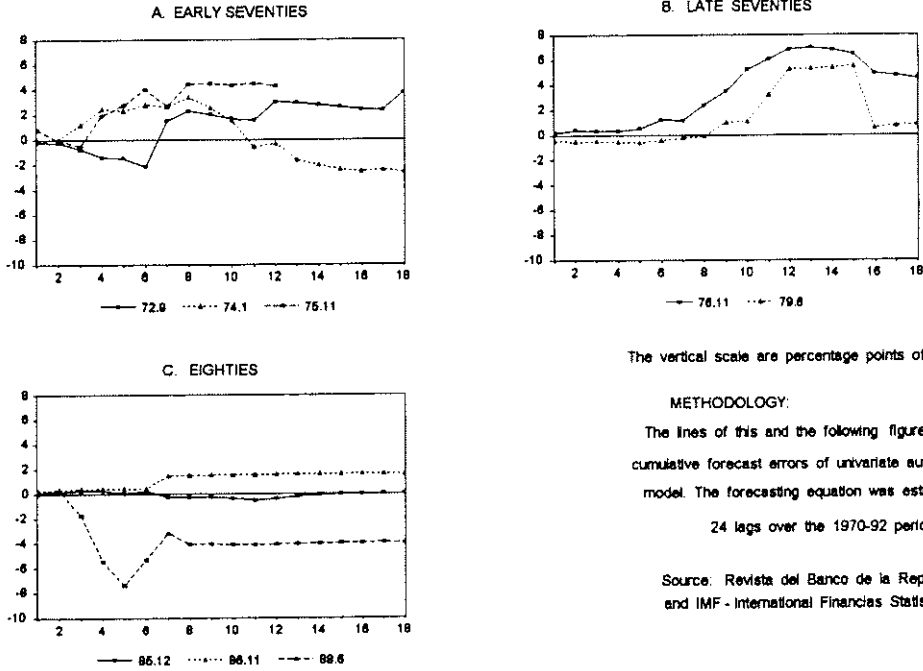 A. EARLY SEVENTIES
8
6
4
2
0
-2
-4
-6
-8
-10
2 4 6 8 10 12 14 16 18
72.9 74.1 75.11
B. LATE SEVENTIES
8
6
4
2
0
-2
-4
-6
-8
-10
2 4 6 8 10 12 14 16 18
76.11 79.6
C. EIGHTIES
8
6
4
2
0
-2
-4
-6
-8
-10
2 4 6 8 10 12 14 16 18
85.12 86.11 88.6
The vertical scale are percentage points of
METHODOLOGY:
The lines of this and the following figure
cumulative forecast errors of univariate au
model. The forecasting equation was est
24 lags over the 1970-92 peric
Source: Revista del Banco de la Rep
and IMF - International Financias Statis